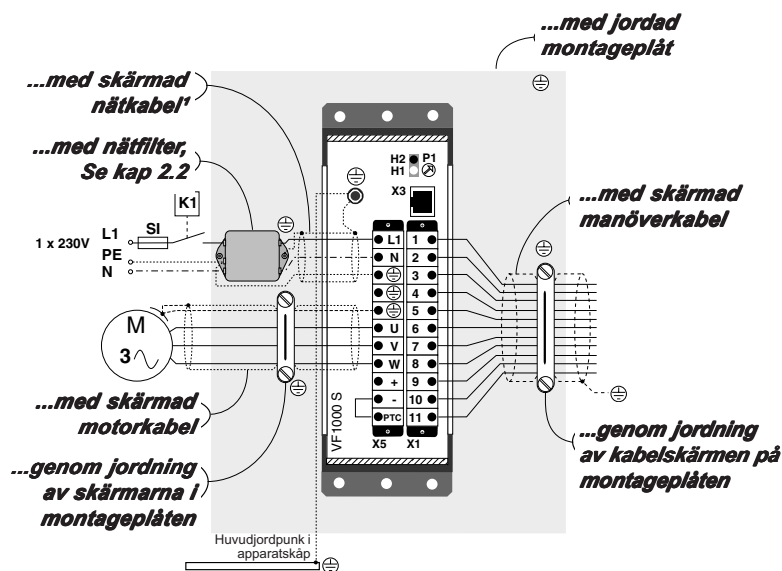 ...med jordad
montageplåt
...med skärmad
nätkabel¹
...med nätfilter,
Se kap 2.2
K1
L1
SI
1 x 230V
PE
N
H2
P1
H1
X3
...med skärmad
manöverkabel
L1 1
N 2
3
4
5
U 6
V 7
W 8
+ 9
- 10
PTC 11
X5 X1
VF1000 S
M
3
...med skärmad
motorkabel
...genom jordning
av skärmarna i
montageplåten
...genom jordning
av kabelskärmen på
montageplåten
Huvudjordpunk i
apparatskåp